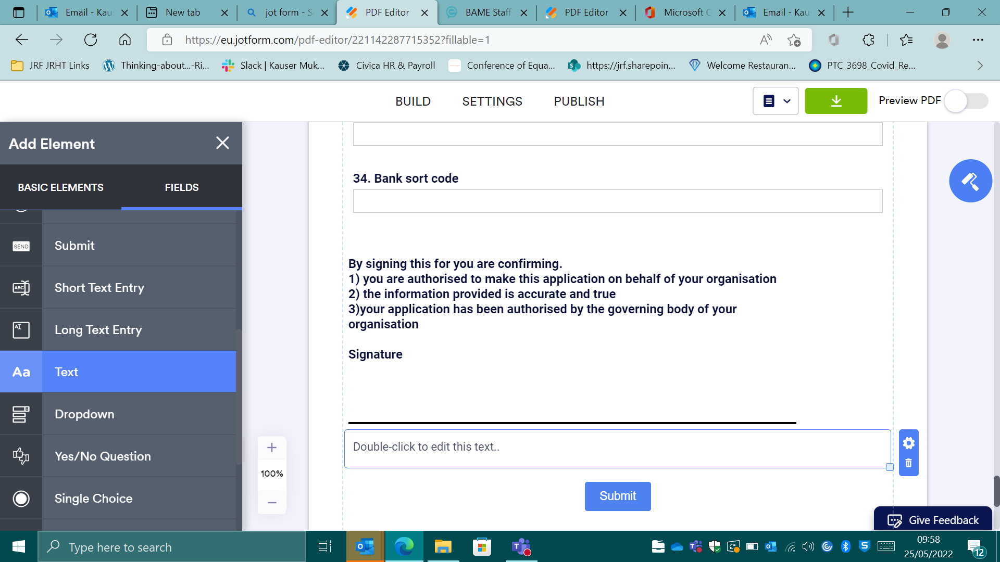 Email - Kau
New tab
jot form - S
PDF Editor
BAME Staff
PDF Editor
Microsoft
Email - Kau
https://eu.jotform.com/pdf-editor/221142287715352?fillable=1
JRF JRHT Links
Thinking-about...-Ri...
Slack | Kauser Muk...
Civica HR & Payroll
Conference of Equa...
https://jrf.sharepoin...
Welcome Restauran...
PTC_3698_Covid_Re...
BUILD
SETTINGS
PUBLISH
Preview PDF
Add Element
BASIC ELEMENTS
FIELDS
SEND
Submit
ABC
Short Text Entry
Long Text Entry
Aa
Text
Dropdown
Yes/No Question
Single Choice
34. Bank sort code
By signing this for you are confirming.
1) you are authorised to make this application on behalf of your organisation
2) the information provided is accurate and true
3)your application has been authorised by the governing body of your
organisation
Signature
Double-click to edit this text..
+
100%
−
Submit
Give Feedback
Type here to search
09:58
25/05/2022
12